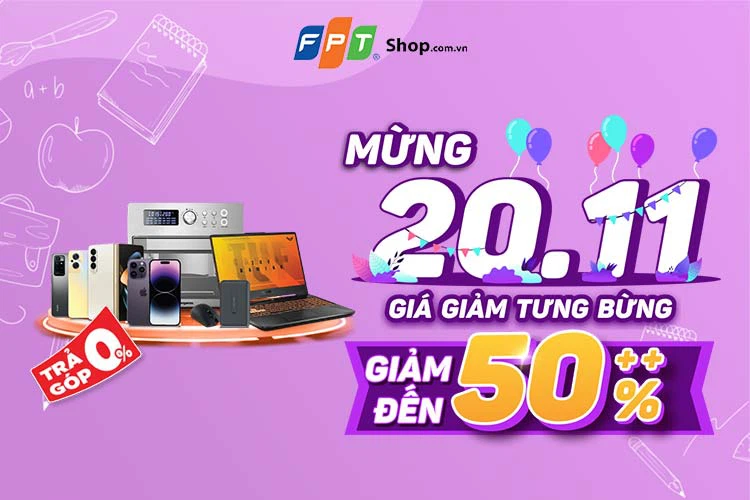 FPT® Shop.com.vn
a+b
MỪNG
20.11
GIÁ GIẢM TƯNG BỪNG
GIẢM ĐẾN 50++%
TRẢ GÓP 0%